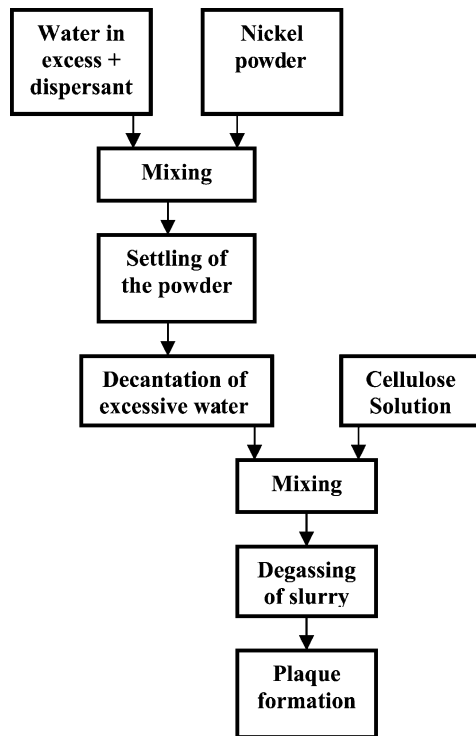 Water in
excess +
dispersant
Nickel
powder
Mixing
Settling of
the powder
Decantation of
excessive water
Cellulose
Solution
Mixing
Degassing
of slurry
Plaque
formation